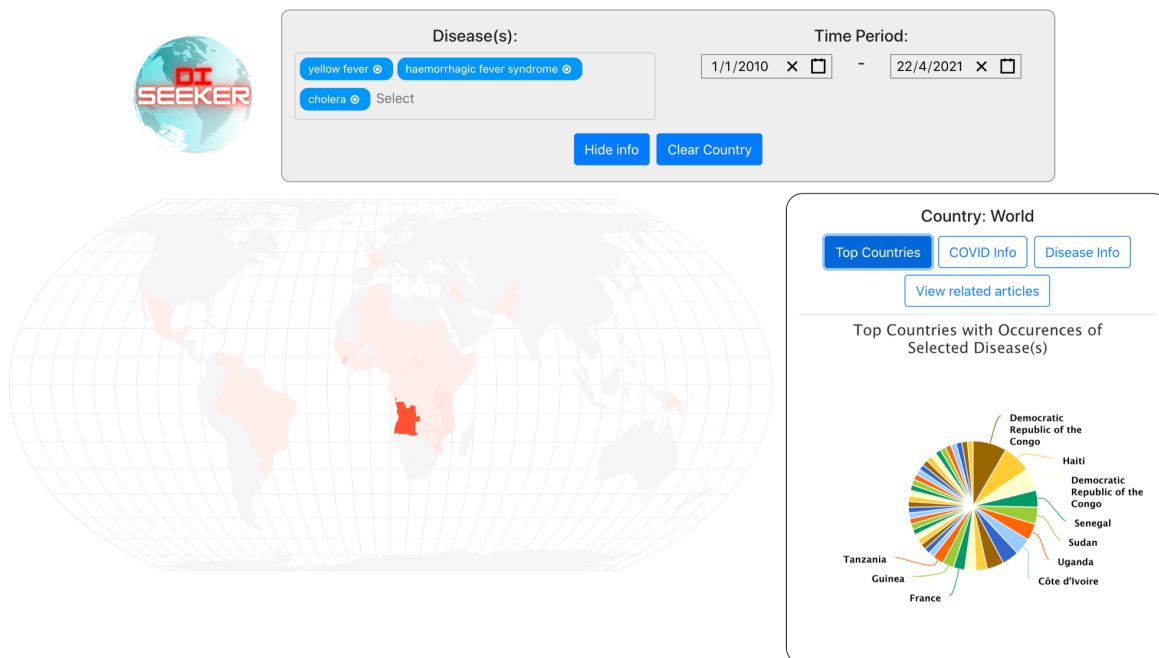 DI
SEEKER
Disease(s):
yellow fever
haemorrhagic fever syndrome
cholera
Select
Time Period:
1/1/2010
-
22/4/2021
Hide info
Clear Country
Country: World
Top Countries
COVID Info
Disease Info
View related articles
Top Countries with Occurences of
Selected Disease(s)
Democratic
Republic of the
Congo
Haiti
Democratic
Republic of the
Congo
Senegal
Sudan
Uganda
Côte d'Ivoire
France
Guinea
Tanzania